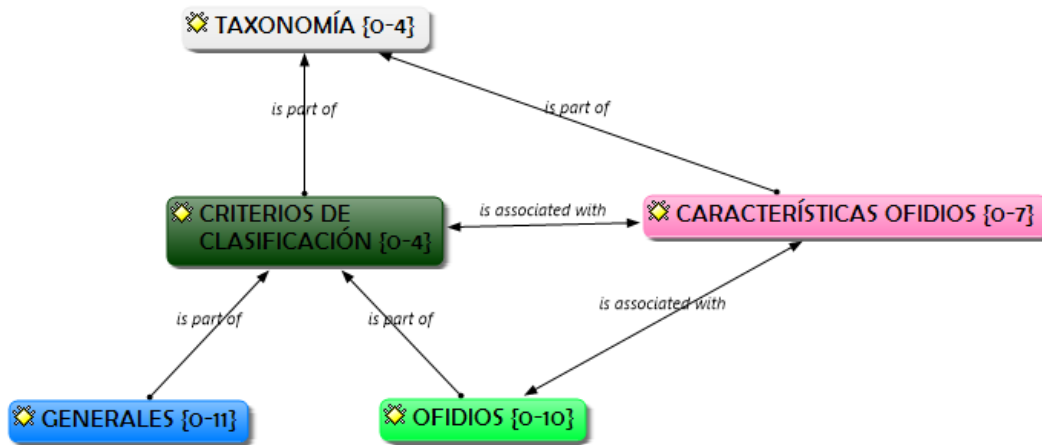 TAXONOMÍA {0-4}
is part of
is part of
CRITERIOS DE
CLASIFICACIÓN {0-4}
is associated with
CARACTERÍSTICAS OFIDIOS {0-7}
is associated with
is part of
is part of
GENERALES {0-11}
OFIDIOS {0-10}